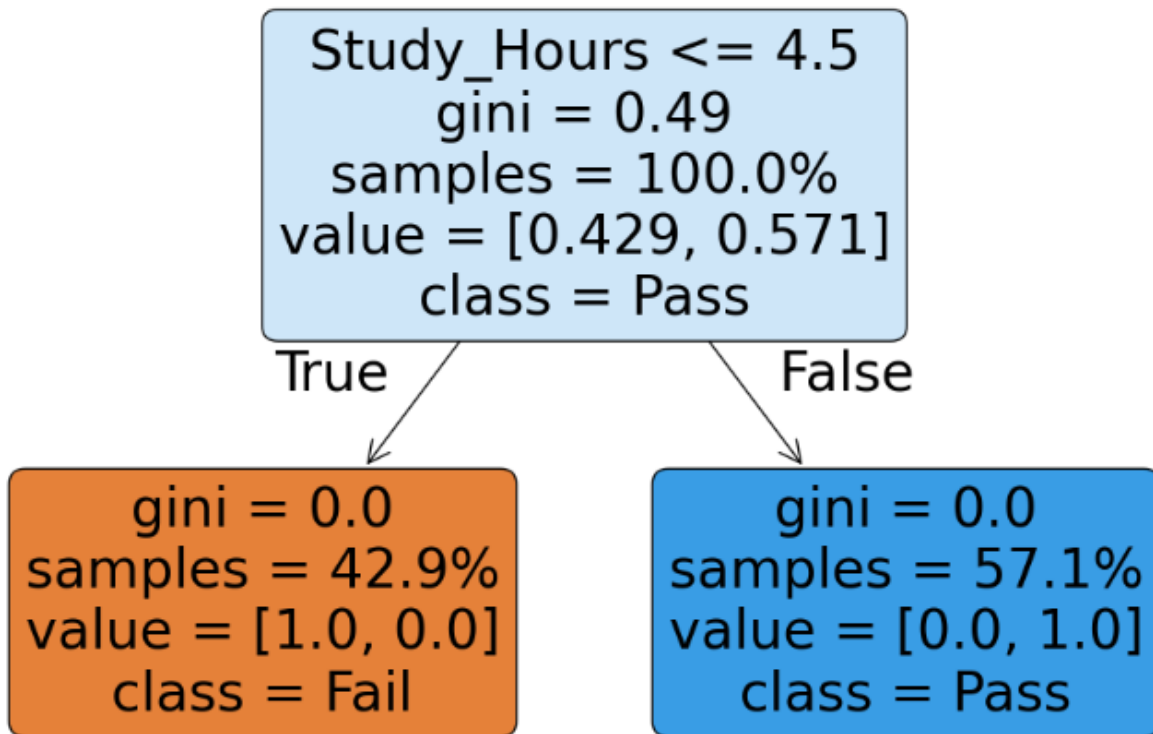 Study_Hours <= 4.5
gini = 0.49
samples = 100.0%
value = [0.429, 0.571]
class = Pass
True
False
gini = 0.0
samples = 42.9%
value = [1.0, 0.0]
class = Fail
gini = 0.0
samples = 57.1%
value = [0.0, 1.0]
class = Pass